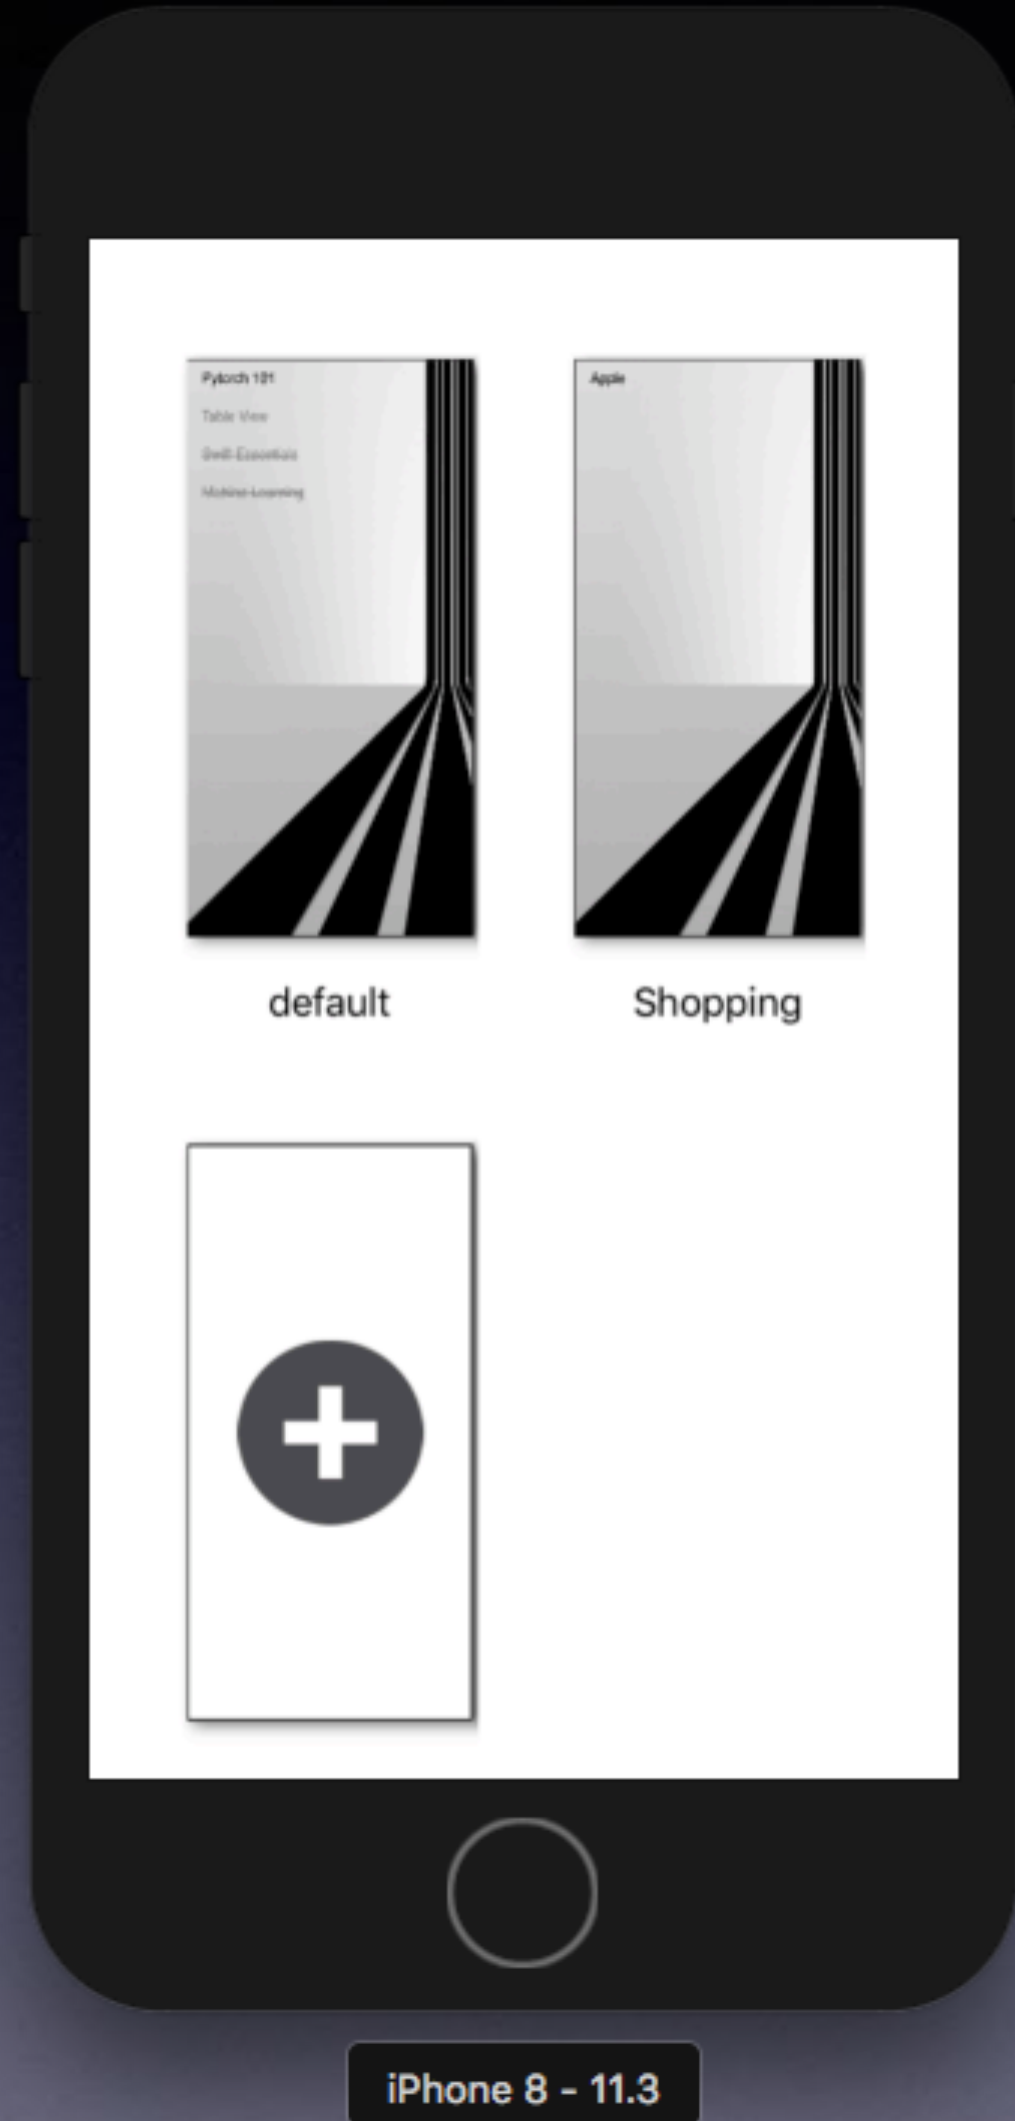 Pytorch 101
Table View
Swift Essentials
Machine Learning
Apple
default
Shopping
iPhone 8 - 11.3